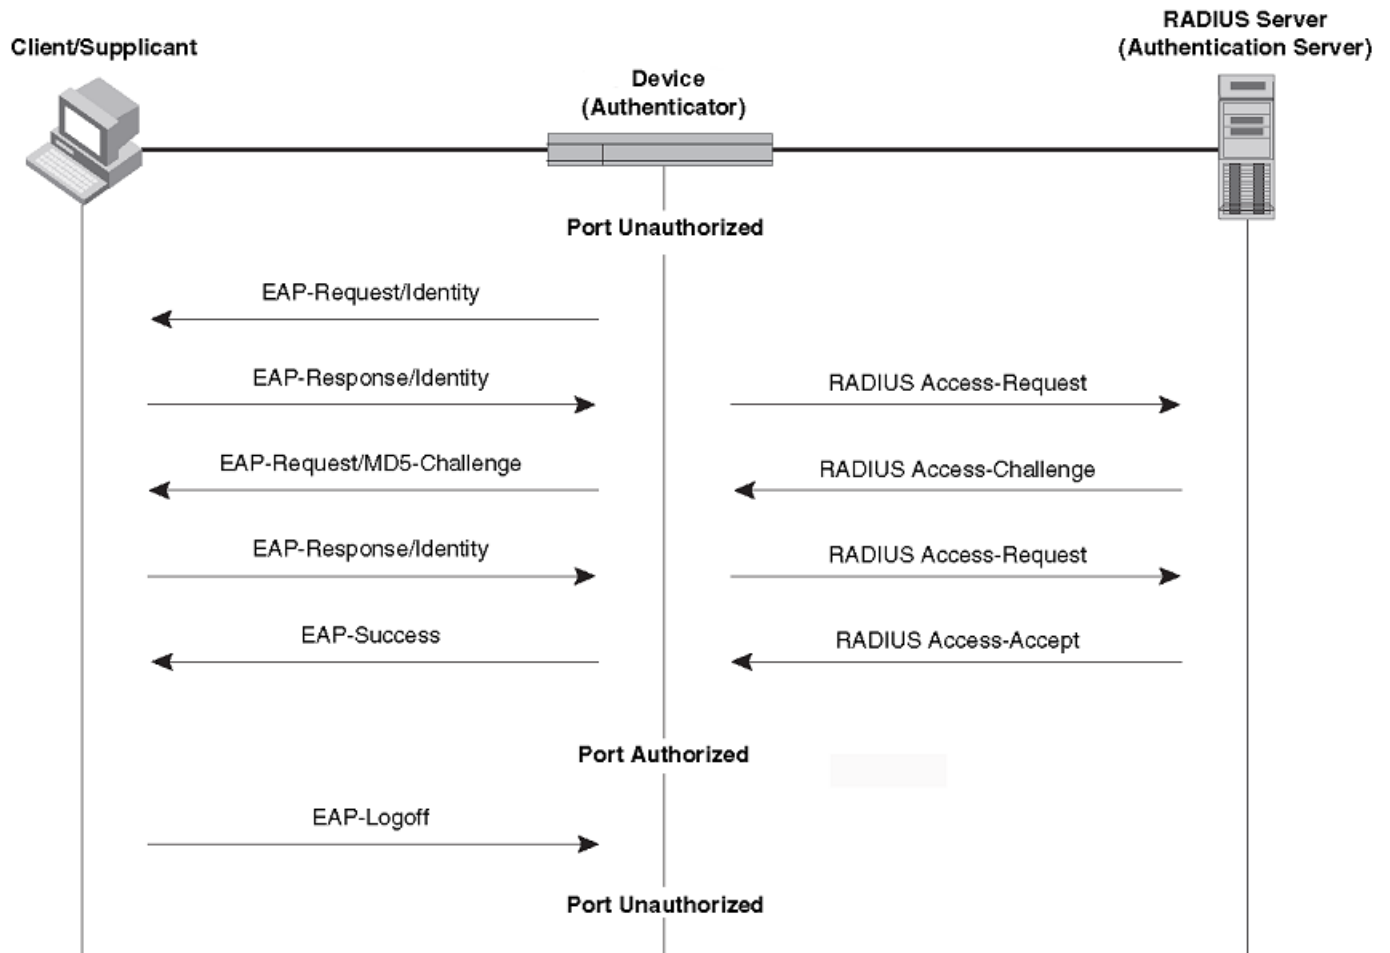 RADIUS Server
(Authentication Server)
Client/Supplicant
Device
(Authenticator)
Port Unauthorized
EAP-Request/Identity
EAP-Response/Identity
RADIUS Access-Request
EAP-Request/MD5-Challenge
RADIUS Access-Challenge
EAP-Response/Identity
RADIUS Access-Request
EAP-Success
RADIUS Access-Accept
Port Authorized
EAP-Logoff
Port Unauthorized